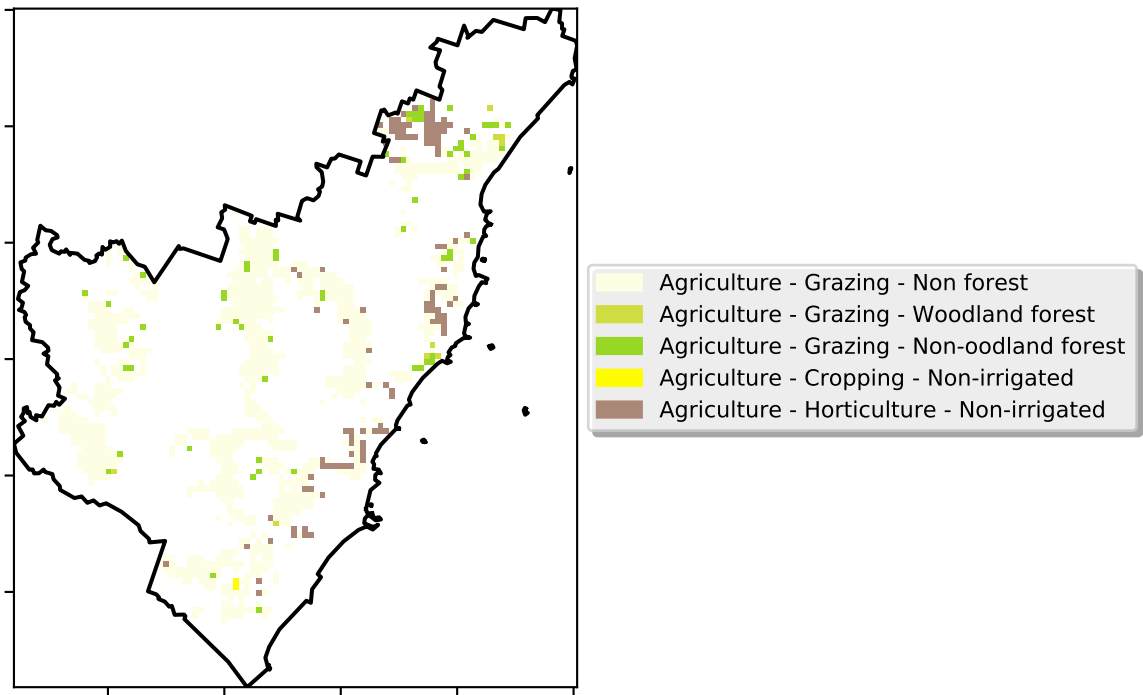 Agriculture - Grazing - Non forest
Agriculture - Grazing - Woodland forest
Agriculture - Grazing - Non-oodland forest
Agriculture - Cropping - Non-irrigated
Agriculture - Horticulture - Non-irrigated